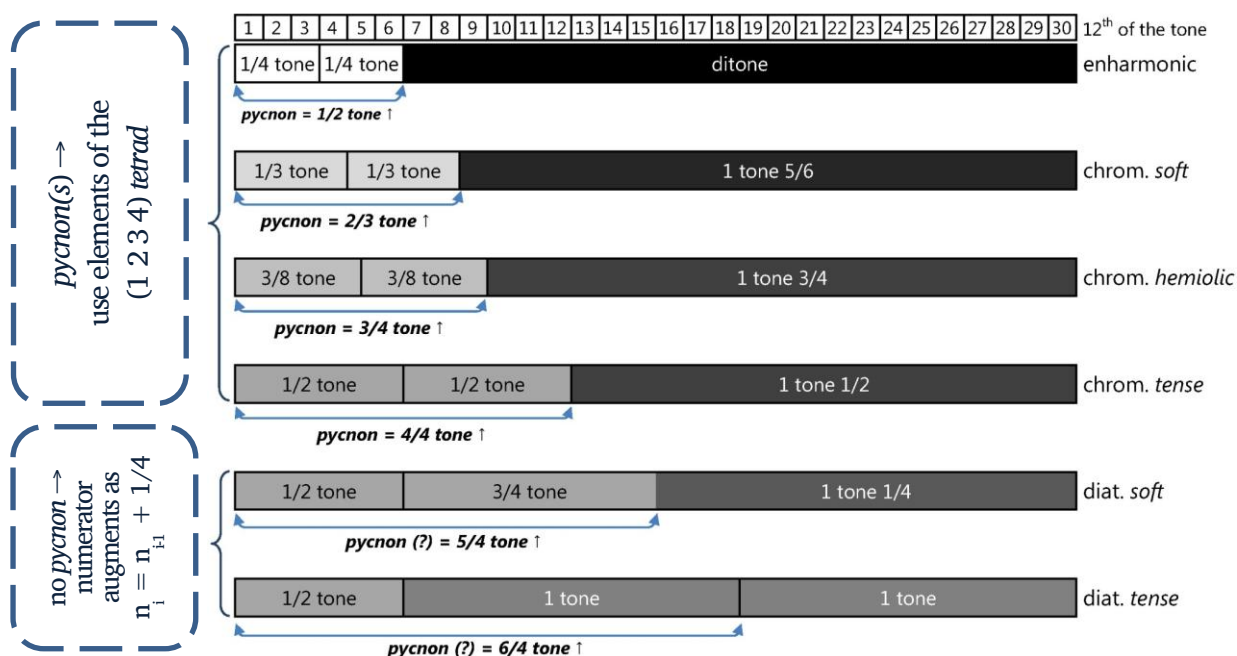 1 2 3 4 5 6 7 8 9 10 11 12 13 14 15 16 17 18 19 20 21 22 23 24 25 26 27 28 29 30 12th of the tone
1/4 tone 1/4 tone ditone enharmonic
pycnon = 1/2 tone ↑
1/3 tone 1/3 tone 1 tone 5/6 chrom. soft
pycnon = 2/3 tone ↑
3/8 tone 3/8 tone 1 tone 3/4 chrom. hemiolic
pycnon = 3/4 tone ↑
1/2 tone 1/2 tone 1 tone 1/2 chrom. tense
pycnon = 4/4 tone ↑
1/2 tone 3/4 tone 1 tone 1/4 diat. soft
pycnon (?) = 5/4 tone ↑
1/2 tone 1 tone 1 tone diat. tense
pycnon (?) = 6/4 tone ↑
pycnon(s) →
use elements of the
(1 2 3 4) tetrad
no pycnon →
numerator
augments as
n i = n i-1 + 1/4